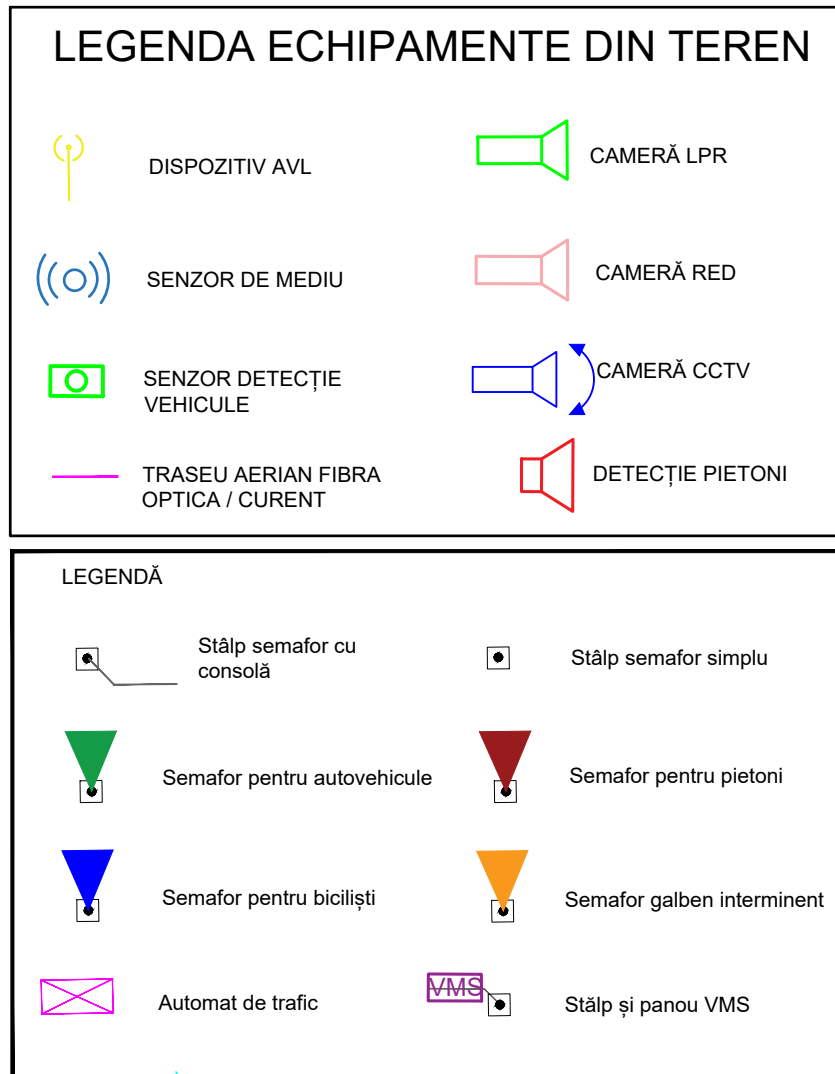 LEGENDA ECHIPAMENTE DIN TEREN
DISPOZITIV AVL
CAMERĂ LPR
SENZOR DE MEDIU
CAMERĂ RED
SENZOR DETECȚIE
VEHICULE
CAMERĂ CCTV
TRASEU AERIAN FIBRA
OPTICA / CURENT
DETECȚIE PIETONI
LEGENDĂ
Stâlp semafor cu
consolă
Stâlp semafor simplu
Semafor pentru autovehicule
Semafor pentru pietoni
Semafor pentru biciliști
Semafor galben interminent
Automat de trafic
VMS
Stălp și panou VMS